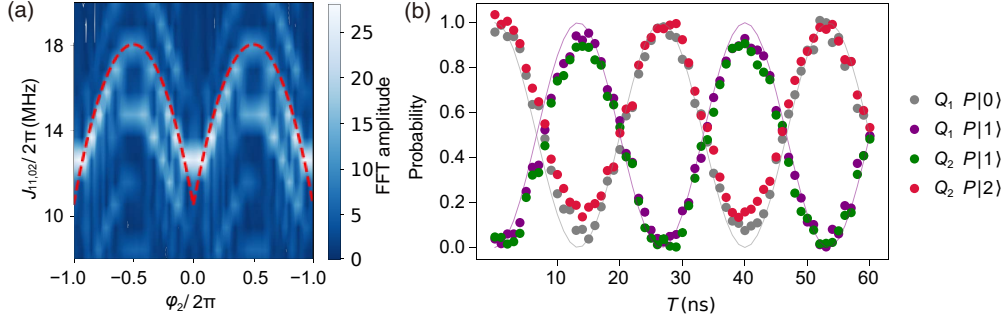 (a)
18
14
10
J11,02/ 2π (MHz)
−1.0 −0.5 0.0 0.5 −1.0
φ2/ 2π
25
20
15
10
5
0
FFT amplitude
(b)
1.0
0.8
0.6
0.4
0.2
0.0
Probability
0 10 20 30 40 50 60
T (ns)
Q1 P|0⟩
Q1 P|1⟩
Q2 P|1⟩
Q2 P|2⟩